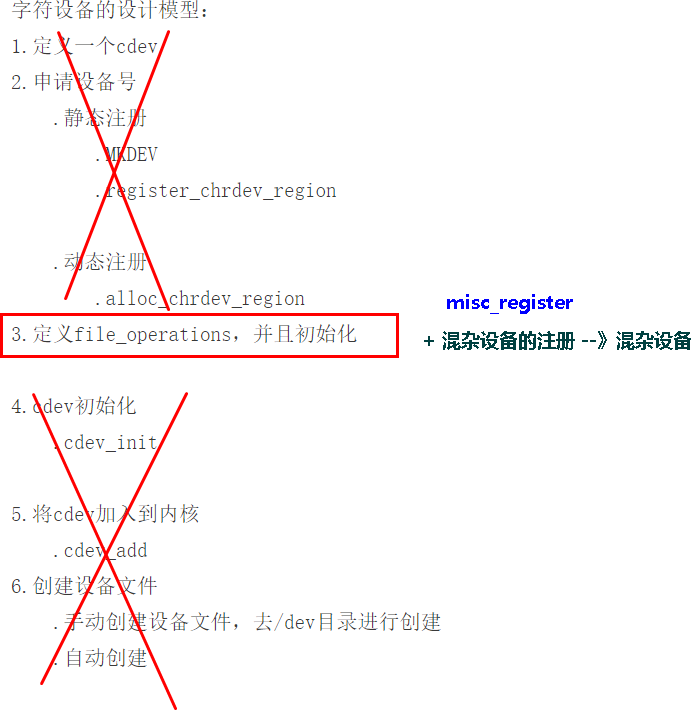 字符设备的设计模型：
1.定义一个cdev
2.申请设备号
.静态注册
.MKDEV
.register_chrdev_region
.动态注册
.alloc_chrdev_region
3.定义file_operations，并且初始化
misc_register
+ 混杂设备的注册 --》混杂设备
4.cdev初始化
.cdev_init
5.将cdev加入到内核
.cdev_add
6.创建设备文件
.手动创建设备文件，去/dev目录进行创建
.自动创建